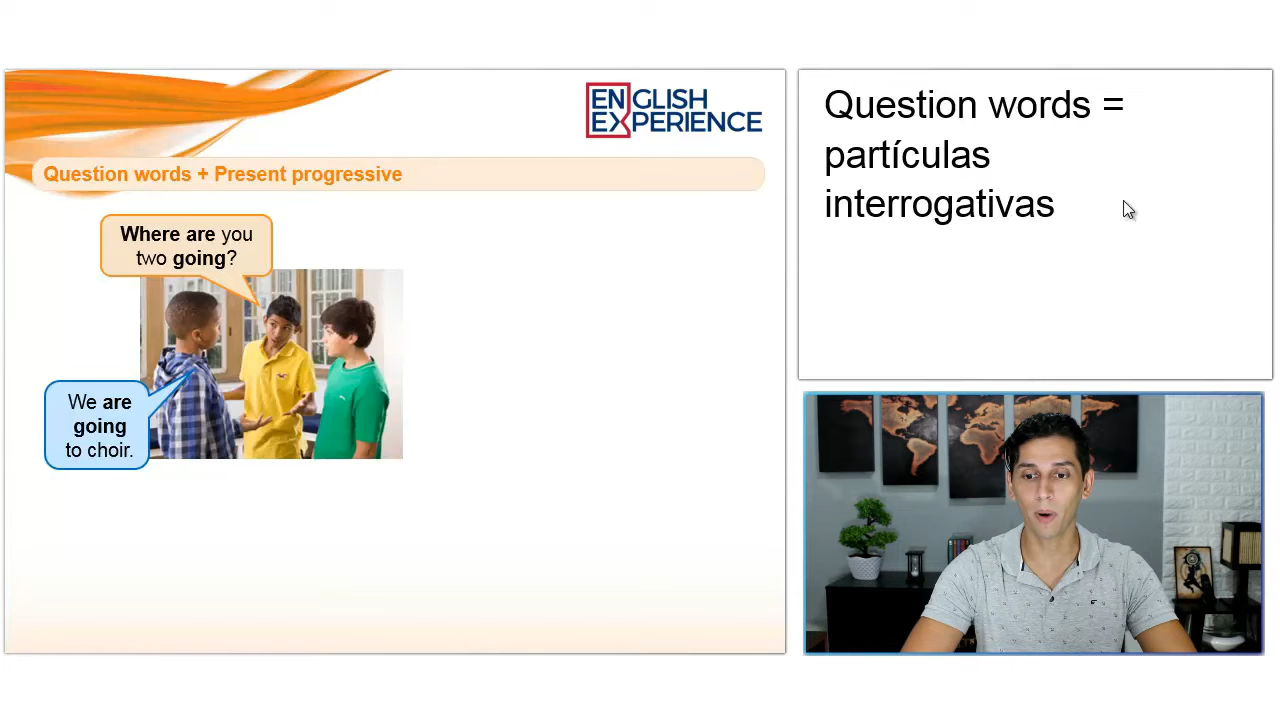 ENGLISH
EXPERIENCE
Question words + Present progressive
Where are you
two going?
We are
going
to choir.
Question words =
partículas
interrogativas